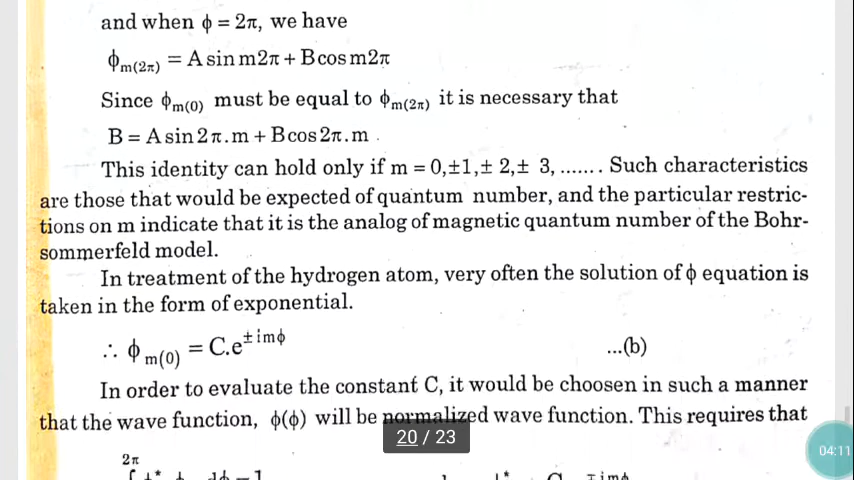 and when ϕ = 2π, we have
ϕm(2π) = A sin m2π + B cos m2π
Since ϕm(0) must be equal to ϕm(2π) it is necessary that
B = A sin 2π.m + B cos 2π.m
This identity can hold only if m = 0,±1,± 2,± 3, ....... Such characteristics
are those that would be expected of quantum number, and the particular restric-
tions on m indicate that it is the analog of magnetic quantum number of the Bohr-
sommerfeld model.
In treatment of the hydrogen atom, very often the solution of ϕ equation is
taken in the form of exponential.
∴ ϕm(0) = C.e^±imϕ ...(b)
In order to evaluate the constant C, it would be choosen in such a manner
that the wave function, ϕ(ϕ) will be normalized wave function. This requires that
20 / 23
04:11
2π